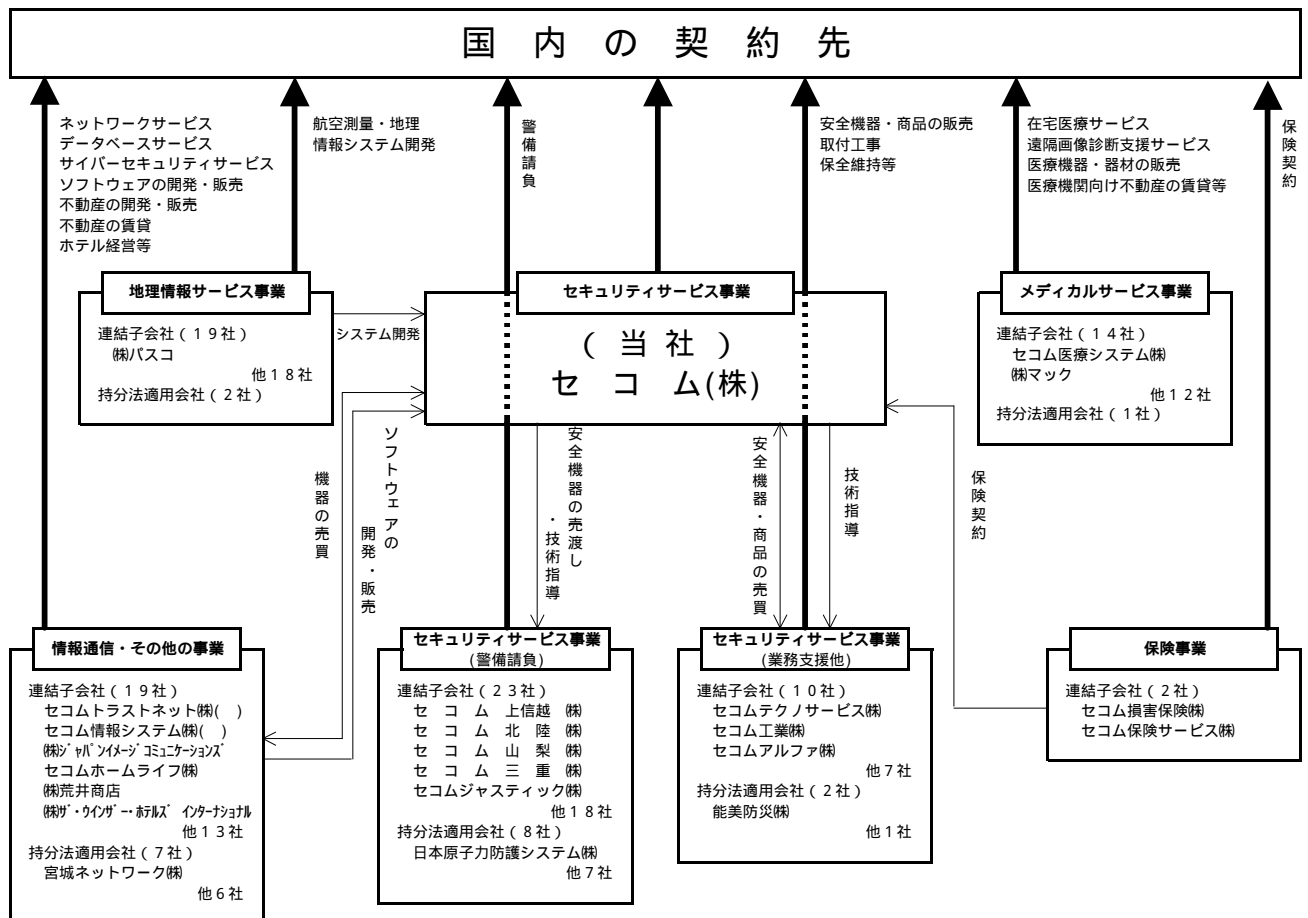 国内の契約先
ネットワークサービス
データベースサービス
サイバーセキュリティサービス
ソフトウェアの開発・販売
不動産の開発・販売
不動産の賃貸
ホテル経営等
航空測量・地理
情報システム開発
警備請負
安全機器・商品の販売
取付工事
保全維持等
在宅医療サービス
遠隔画像診断支援サービス
医療機器・器材の販売
医療機関向け不動産の賃貸等
保険契約
地理情報サービス事業
連結子会社(19社)
㈱パスコ
他18社
持分法適用会社(2社)
システム開発
セキュリティサービス事業
(当社)
セコム(株)
メディカルサービス事業
連結子会社(14社)
セコム医療システム㈱
㈱マック
他12社
持分法適用会社(1社)
機器の売買
ソフトウェアの
開発・販売
安全機器の売渡し
・技術指導
安全機器・商品の売買
技術指導
保険契約
情報通信・その他の事業
連結子会社(19社)
セコムトラストネット㈱( )
セコム情報システム㈱( )
㈱ジャパンイメージコミュニケーションズ
セコムホームライフ㈱
㈱荒井商店
㈱ザ・ウインザー・ホテルズ インターナショナル
他13社
持分法適用会社(7社)
宮城ネットワーク㈱
他6社
セキュリティサービス事業
(警備請負)
連結子会社(23社)
セコム上信越㈱
セコム北陸㈱
セコム山梨㈱
セコム三重㈱
セコムジャスティック㈱
他18社
持分法適用会社(8社)
日本原子力防護システム㈱
他7社
セキュリティサービス事業
(業務支援他)
連結子会社(10社)
セコムテクノサービス㈱
セコム工業㈱
セコムアルファ㈱
他7社
持分法適用会社(2社)
能美防災㈱
他1社
保険事業
連結子会社(2社)
セコム損害保険㈱
セコム保険サービス㈱